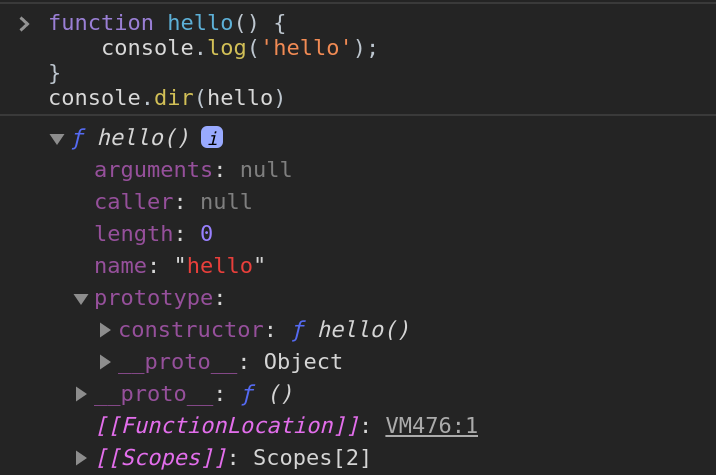 function hello() {
    console.log('hello');
}
console.dir(hello)
ƒ hello() i
arguments: null
caller: null
length: 0
name: "hello"
prototype:
constructor: ƒ hello()
__proto__: Object
__proto__: ƒ ()
[[FunctionLocation]]: VM476:1
[[Scopes]]: Scopes[2]